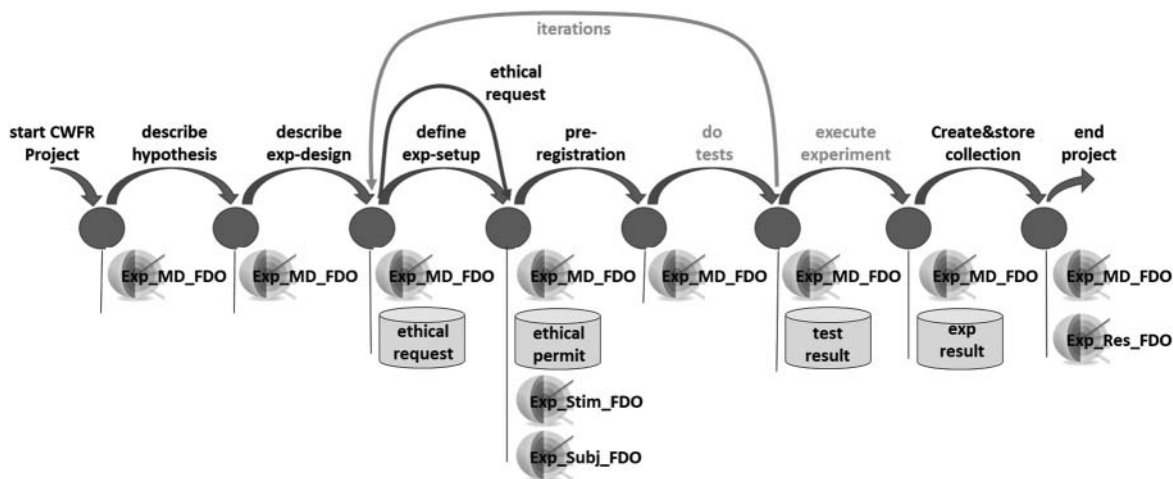 iterations
ethical
request
start CWFR
Project
describe
hypothesis
describe
exp-design
define
exp-setup
pre-
registration
do
tests
execute
experiment
Create&store
collection
end
project
Exp_MD_FDO
Exp_MD_FDO
Exp_MD_FDO
Exp_MD_FDO
Exp_MD_FDO
Exp_MD_FDO
Exp_MD_FDO
Exp_MD_FDO
ethical
request
ethical
permit
test
result
exp
result
Exp_Res_FDO
Exp_Stim_FDO
Exp_Subj_FDO